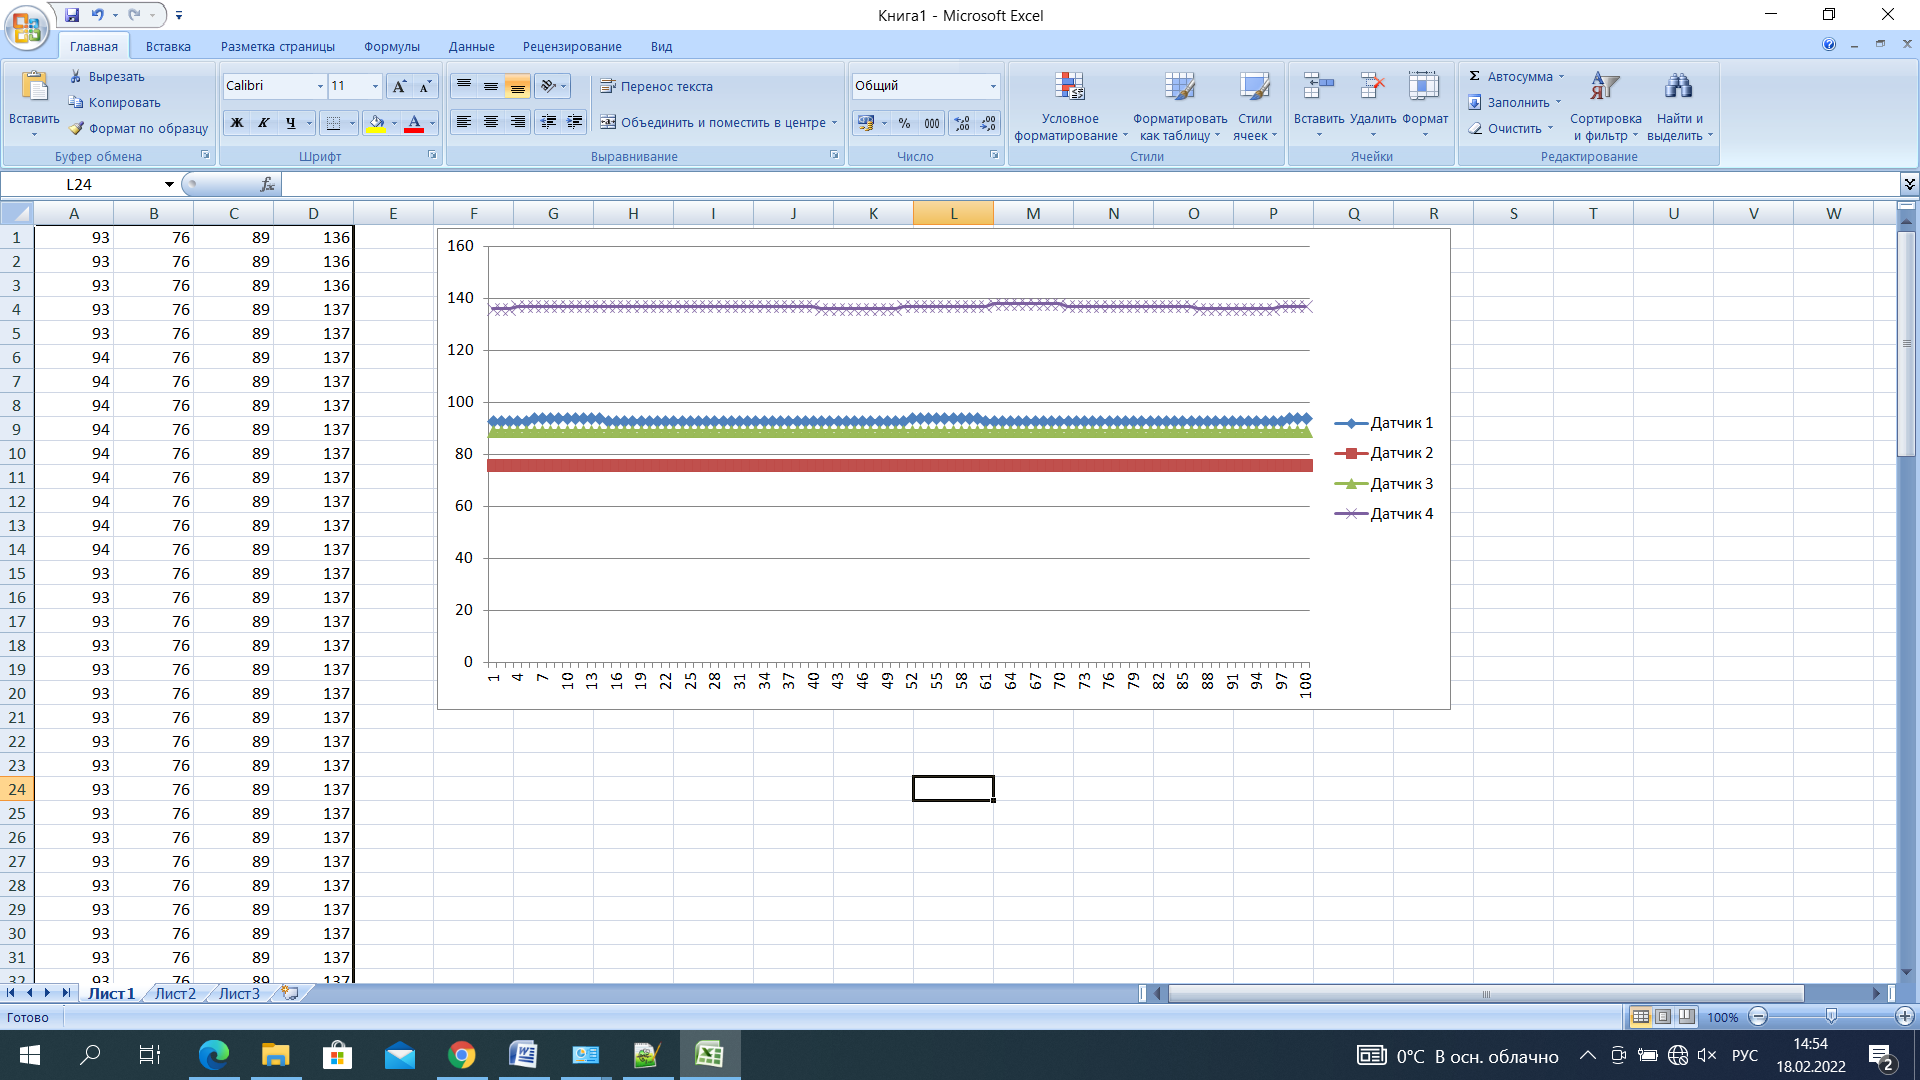 Книга1 - Microsoft Excel
Главная Вставка Разметка страницы Формулы Данные Рецензирование Вид
Вставить
Вырезать
Копировать
Формат по образцу
Буфер обмена
Calibri 11
Ж К Ч
Шрифт
Перенос текста
Объединить и поместить в центре
Выравнивание
Общий
% 000
Число
Условное форматирование
Форматировать как таблицу
Стили ячеек
Стили
Вставить Удалить Формат
Ячейки
Σ Автосумма
Заполнить
Очистить
Сортировка и фильтр
Найти и выделить
Редактирование
L24
fx
A B C D E F G H I J K L M N O P Q R S T U V W
1 93 76 89 136
2 93 76 89 136
3 93 76 89 136
4 93 76 89 137
5 93 76 89 137
6 94 76 89 137
7 94 76 89 137
8 94 76 89 137
9 94 76 89 137
10 94 76 89 137
11 94 76 89 137
12 94 76 89 137
13 94 76 89 137
14 94 76 89 137
15 93 76 89 137
16 93 76 89 137
17 93 76 89 137
18 93 76 89 137
19 93 76 89 137
20 93 76 89 137
21 93 76 89 137
22 93 76 89 137
23 93 76 89 137
24 93 76 89 137
25 93 76 89 137
26 93 76 89 137
27 93 76 89 137
28 93 76 89 137
29 93 76 89 137
30 93 76 89 137
31 93 76 89 137
32 93 76 89 137
160
140
120
100
80
60
40
20
0
1 4 7 10 13 16 19 22 25 28 31 34 37 40 43 46 49 52 55 58 61 64 67 70 73 76 79 82 85 88 91 94 97 100
Датчик 1
Датчик 2
Датчик 3
Датчик 4
Лист1 Лист2 Лист3
Готово
100%
0°C В осн. облачно
РУС
14:54
18.02.2022
2